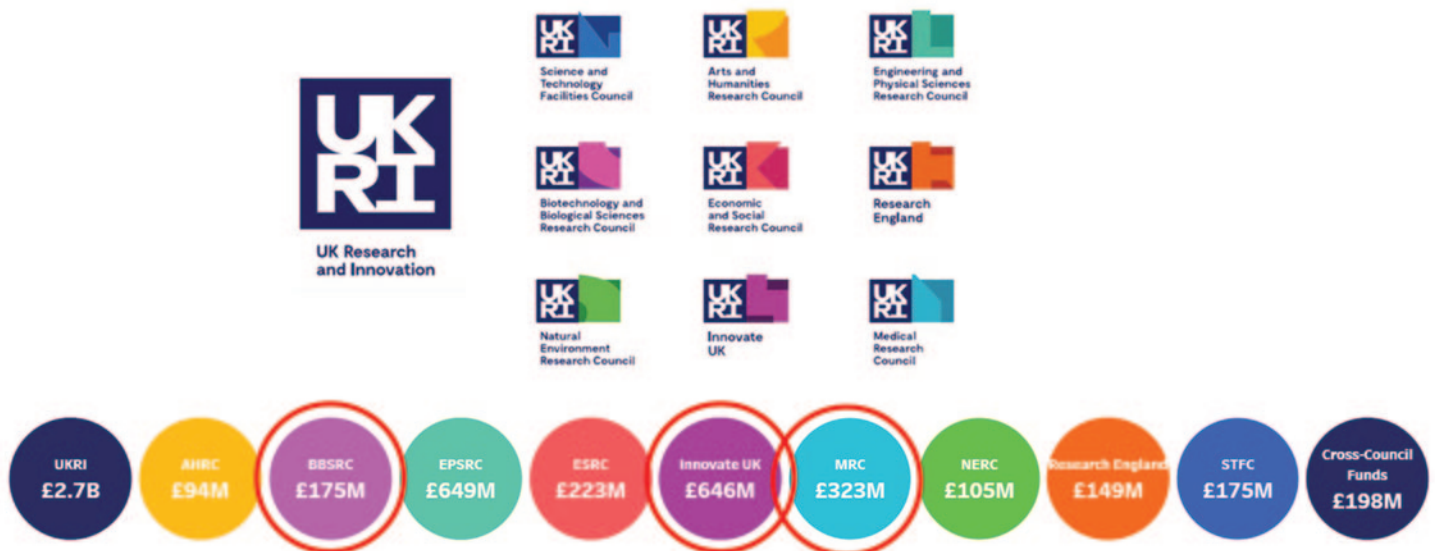 UK
RI
UK Research
and Innovation
UK
RI
Science and
Technology
Facilities Council
UK
RI
Arts and
Humanities
Research Council
UK
RI
Engineering and
Physical Sciences
Research Council
UK
RI
Biotechnology and
Biological Sciences
Research Council
UK
RI
Economic
and Social
Research Council
UK
RI
Research
England
UK
RI
Natural
Environment
Research Council
UK
RI
Innovate
UK
UK
RI
Medical
Research
Council
UKRI
£2.7B
AHRC
£94M
BBSRC
£175M
EPSRC
£649M
ESRC
£223M
Innovate UK
£646M
MRC
£323M
NERC
£105M
Research England
£149M
STFC
£175M
Cross-Council
Funds
£198M